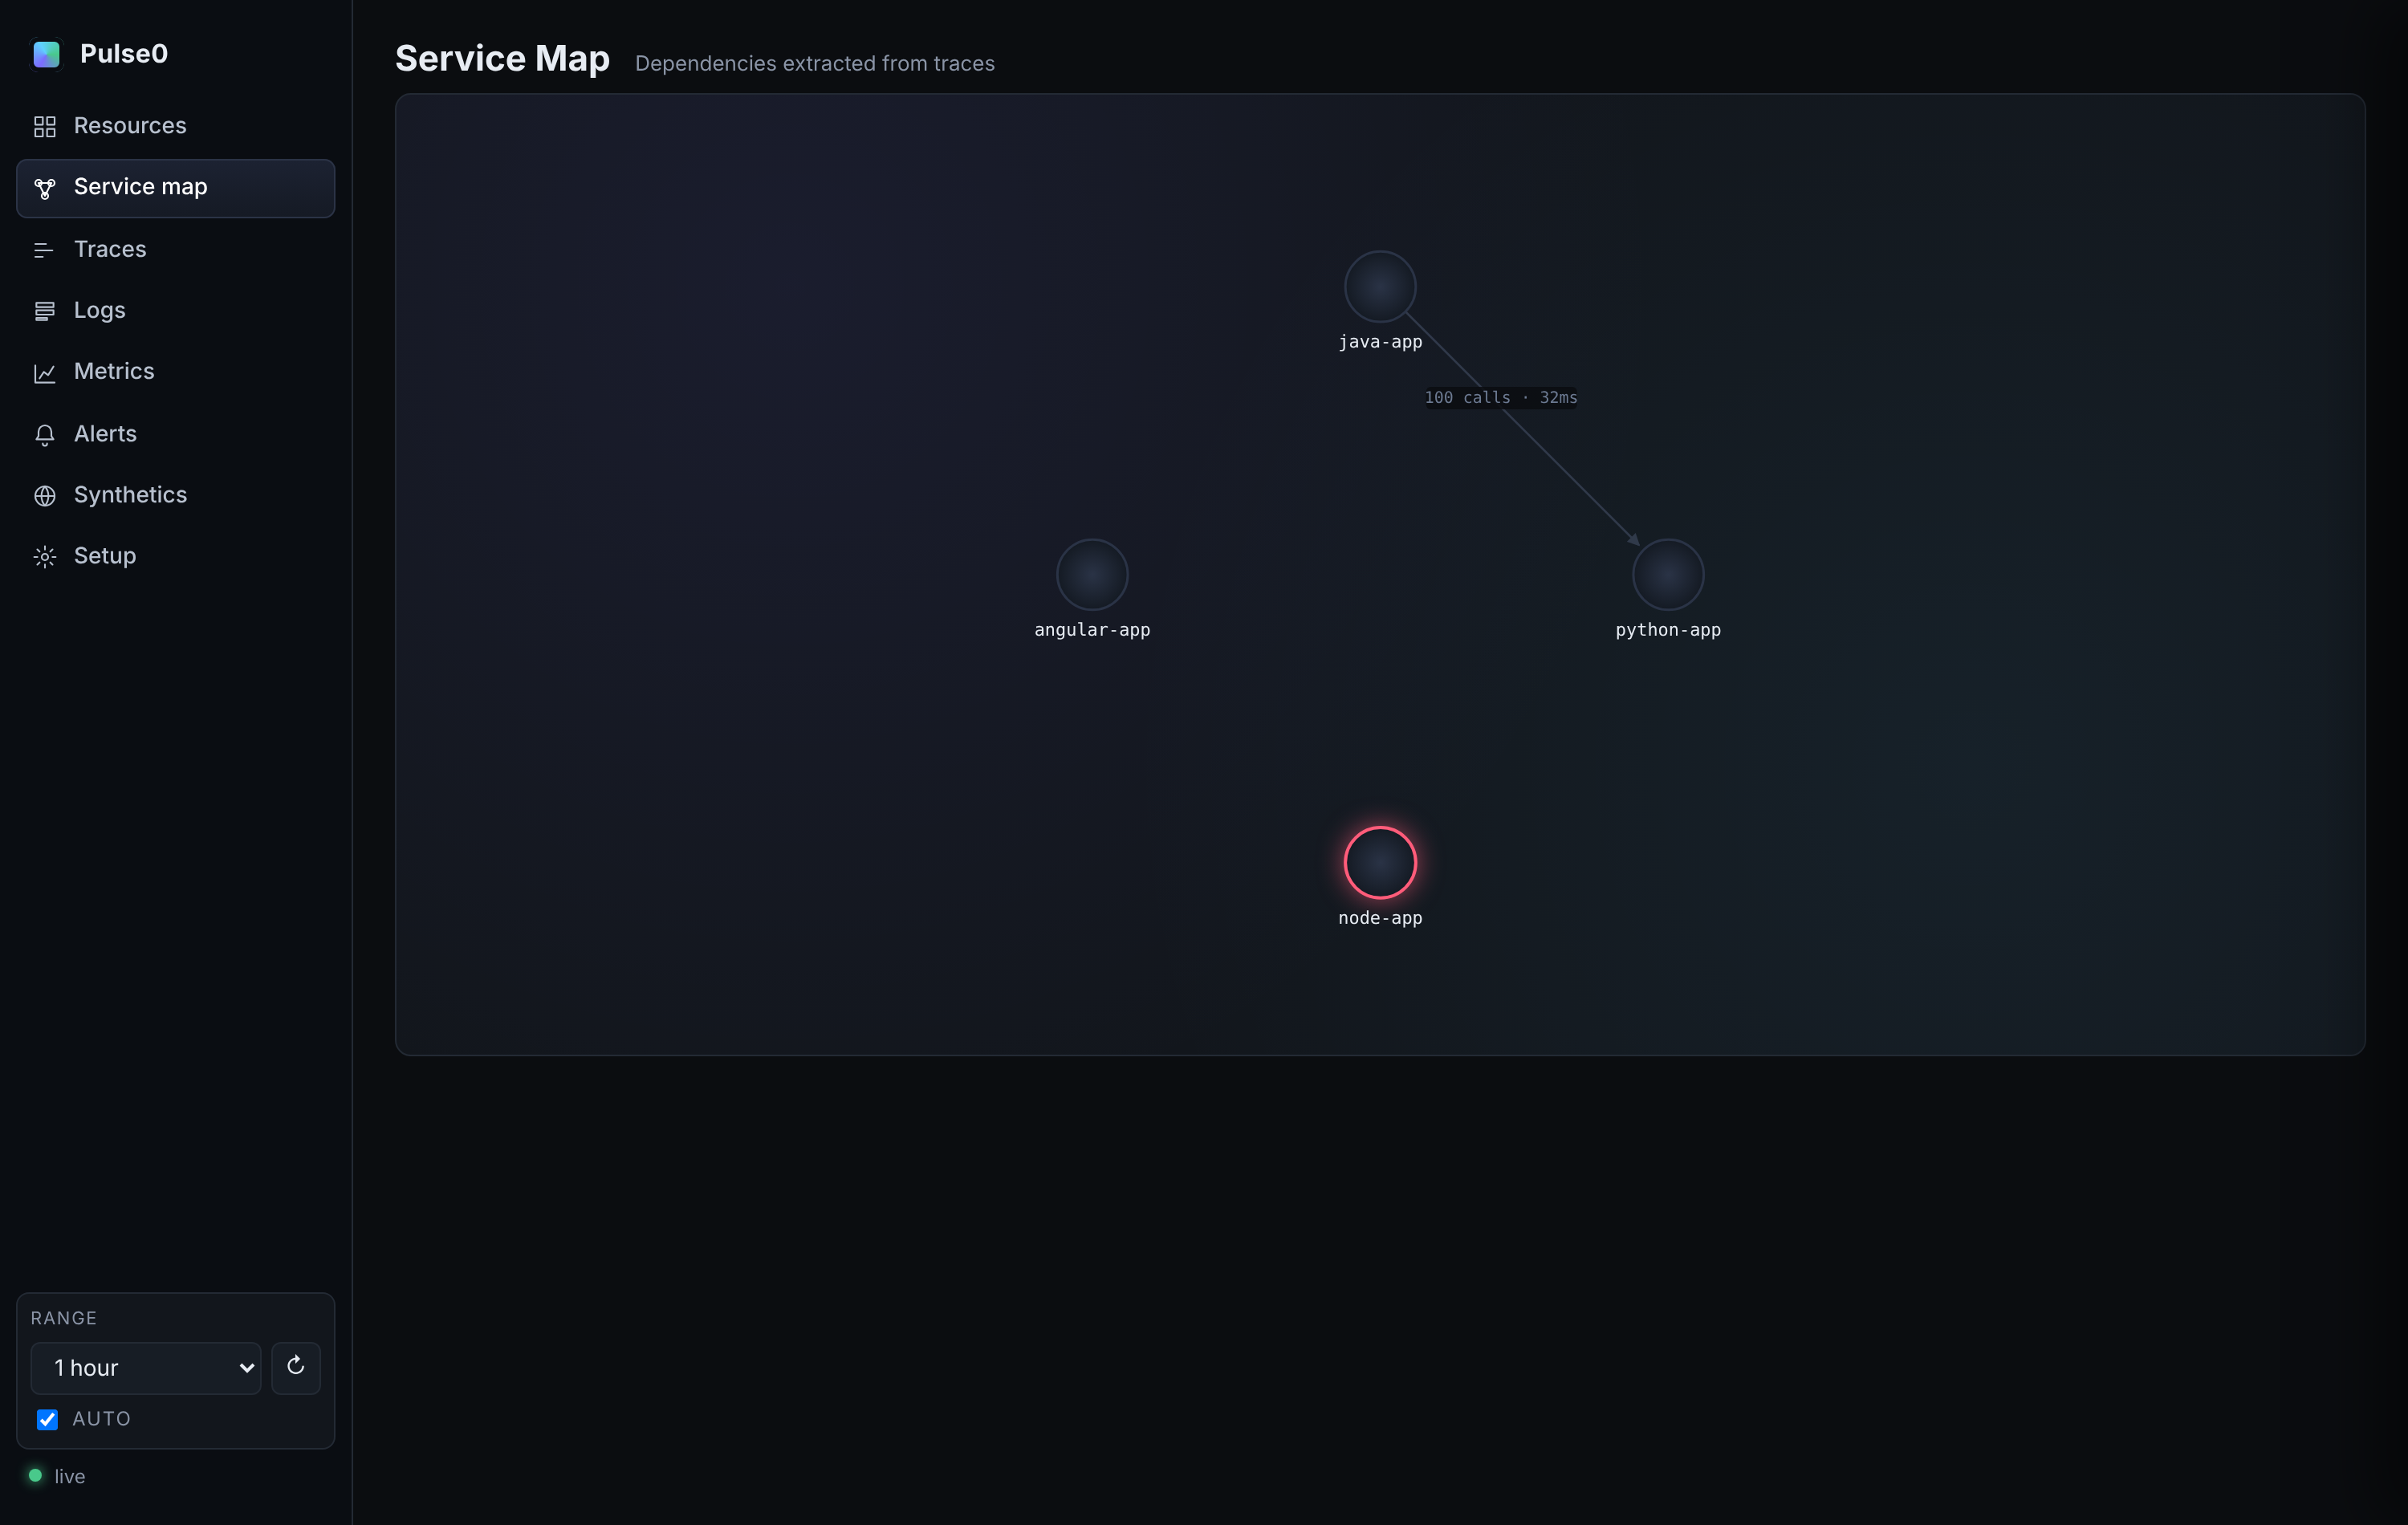 Pulse0
Resources
Service map
Traces
Logs
Metrics
Alerts
Synthetics
Setup
RANGE
1 hour
AUTO
live
Service Map Dependencies extracted from traces
java-app
100 calls · 32ms
angular-app
python-app
node-app